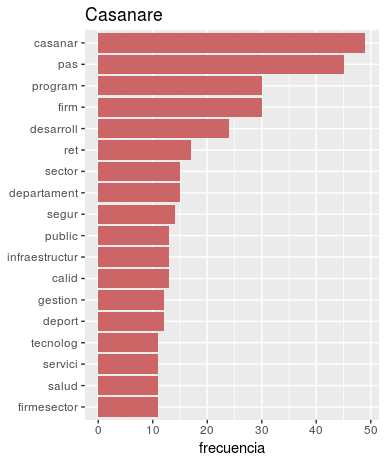 Casanare
casanar
pas
program
firm
desarroll
ret
sector
departament
segur
public
infraestructur
calid
gestion
deport
tecnolog
servici
salud
firmesector
0 10 20 30 40 50
frecuencia